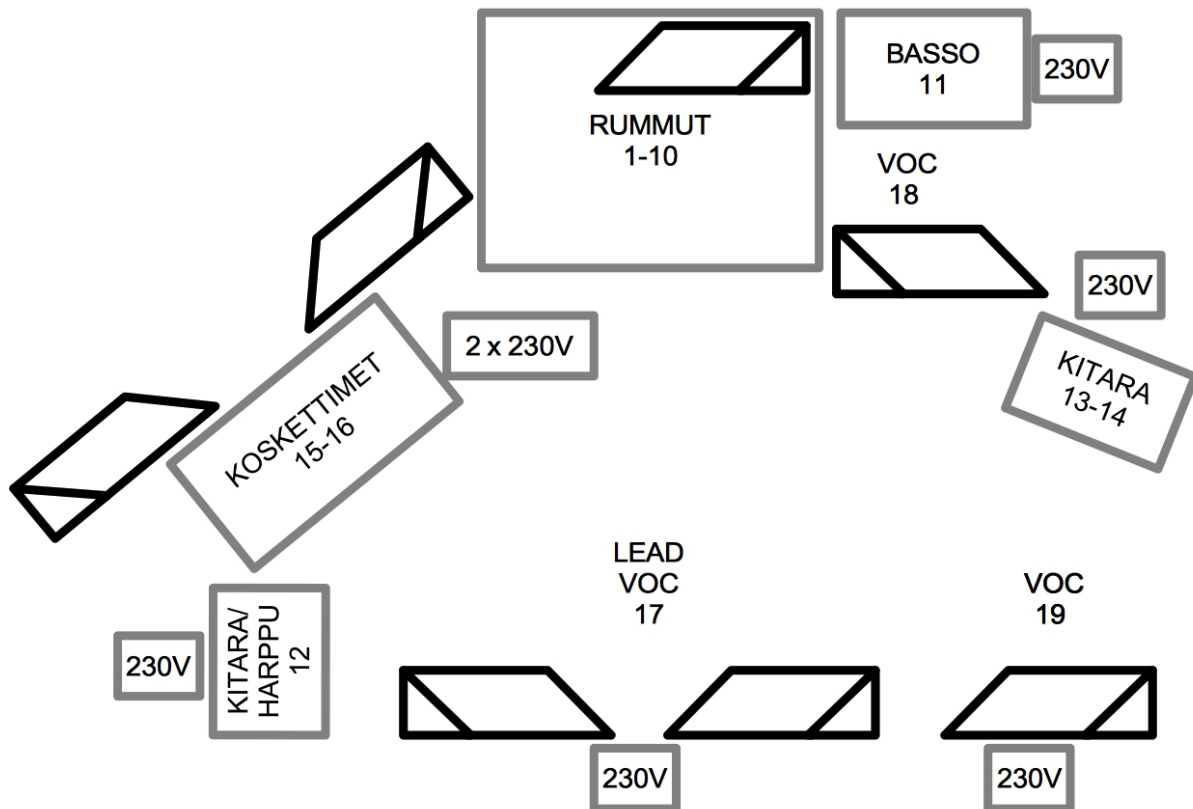 BASSO
11
230V
RUMMUT
1-10
VOC
18
230V
2 x 230V
KITARA
13-14
KOSKETTIMET
15-16
LEAD
VOC
17
VOC
19
KITARA/
HARPPU
12
230V
230V
230V